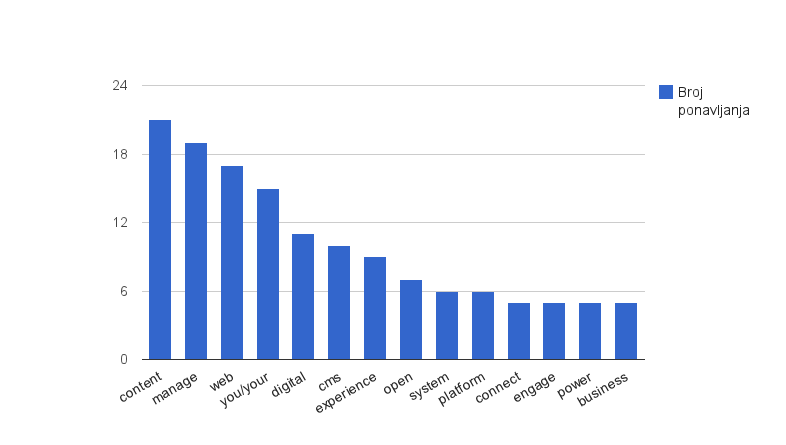 24
18
12
6
0
content
manage
web
you/your
digital
cms
experience
open
system
platform
connect
engage
power
business
Broj
ponavljanja